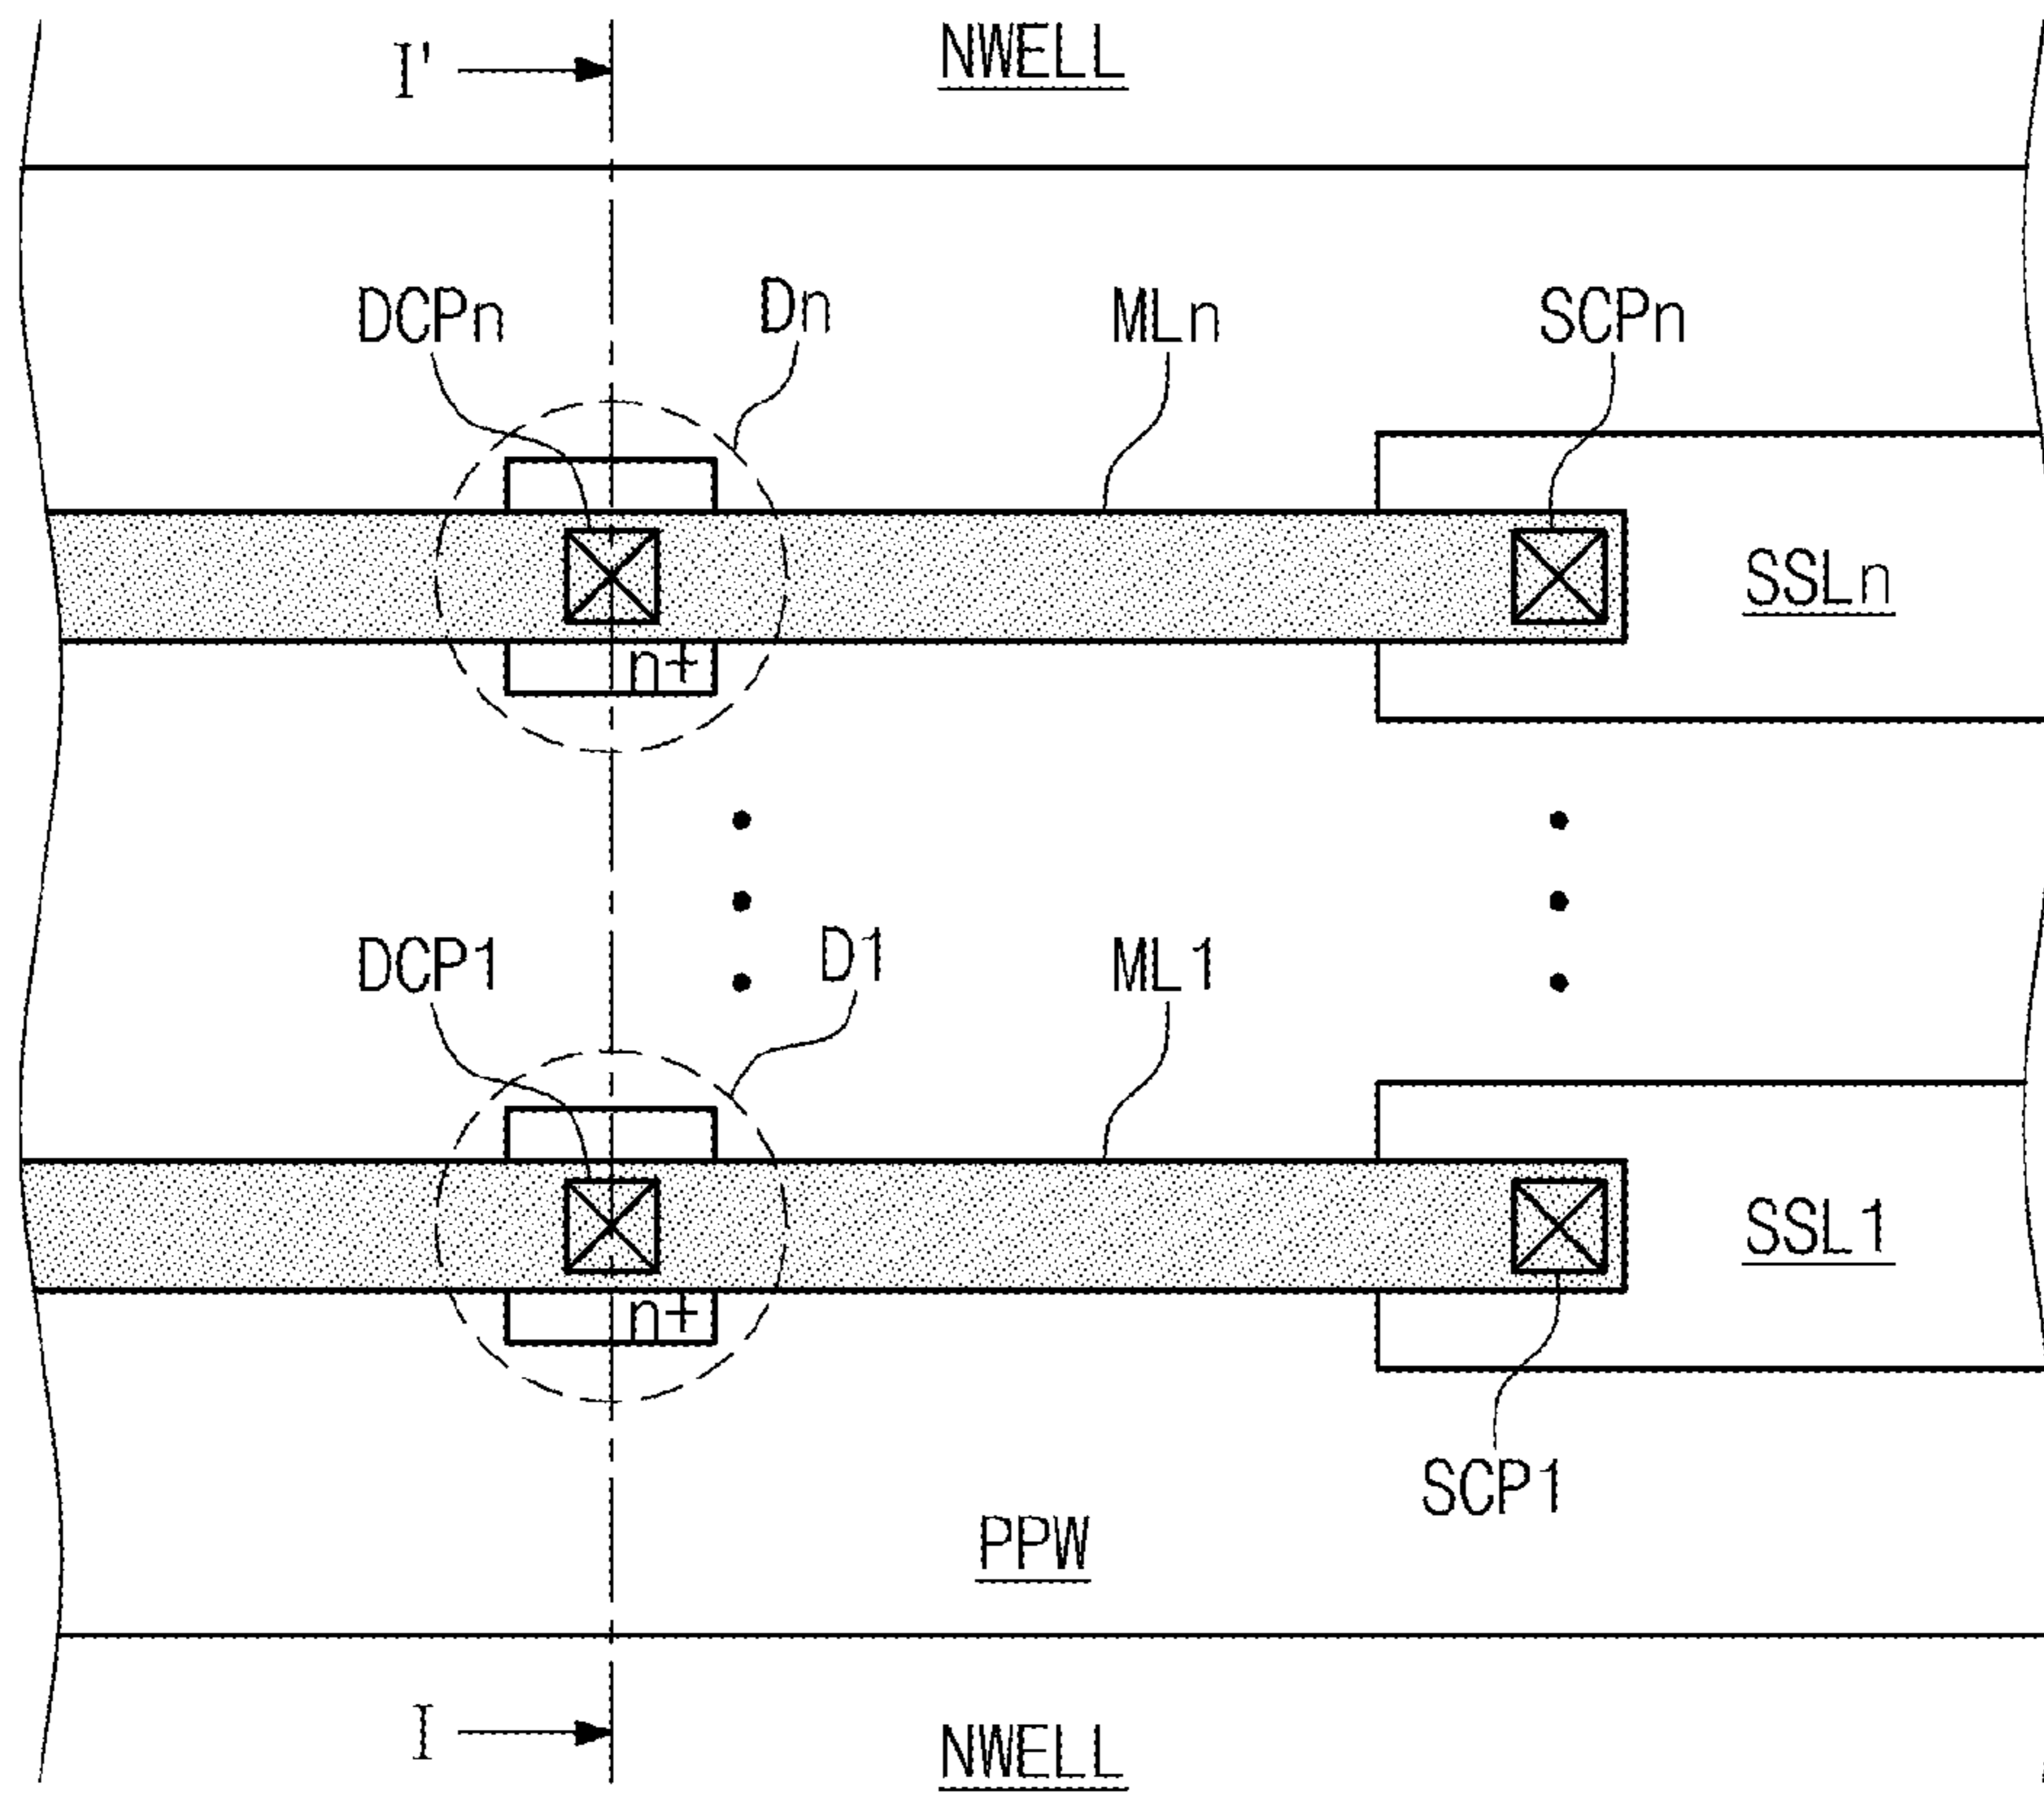 I' NWELL
DCPn Dn MLn SCPn
SSLn
n+
DCP1 D1 ML1
SSL1
n+
SCP1
PPW
I NWELL